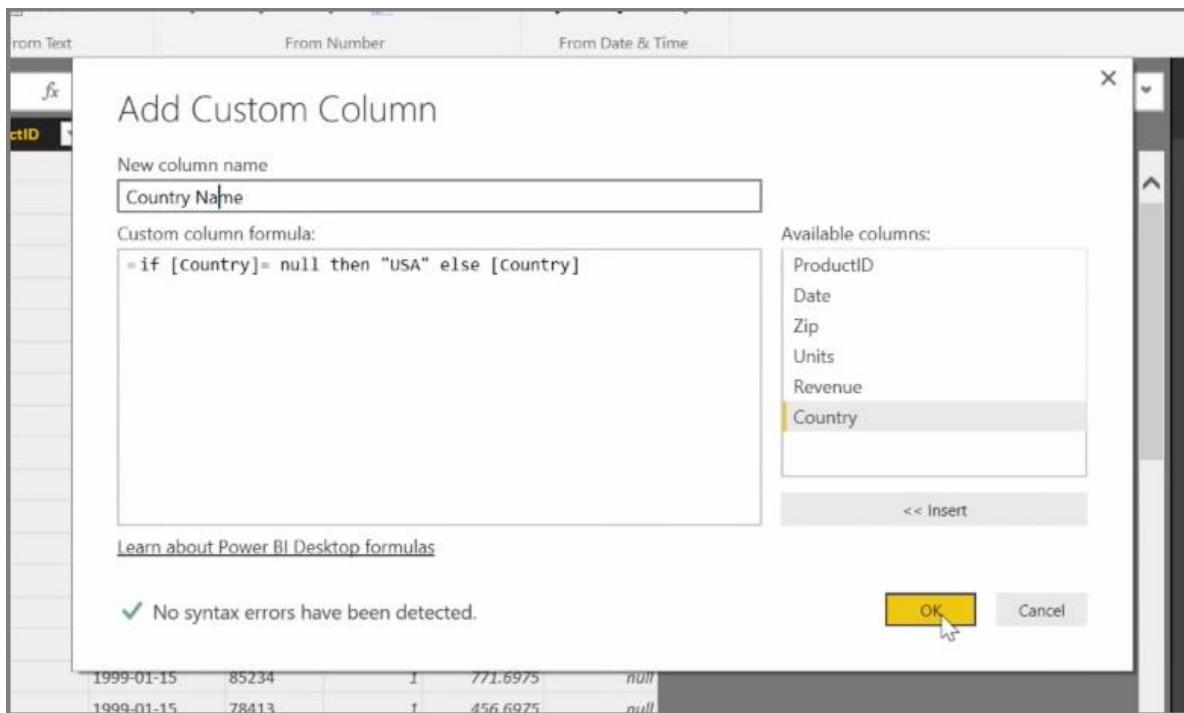 From Text From Number From Date & Time
fx
Add Custom Column
ctID
New column name
Country Name
Custom column formula:
=if [Country]= null then "USA" else [Country]
Available columns:
ProductID
Date
Zip
Units
Revenue
Country
<< Insert
Learn about Power BI Desktop formulas
No syntax errors have been detected.
OK
Cancel
1999-01-15 85234 1 771.6975 null
1999-01-15 78413 1 456.6975 null